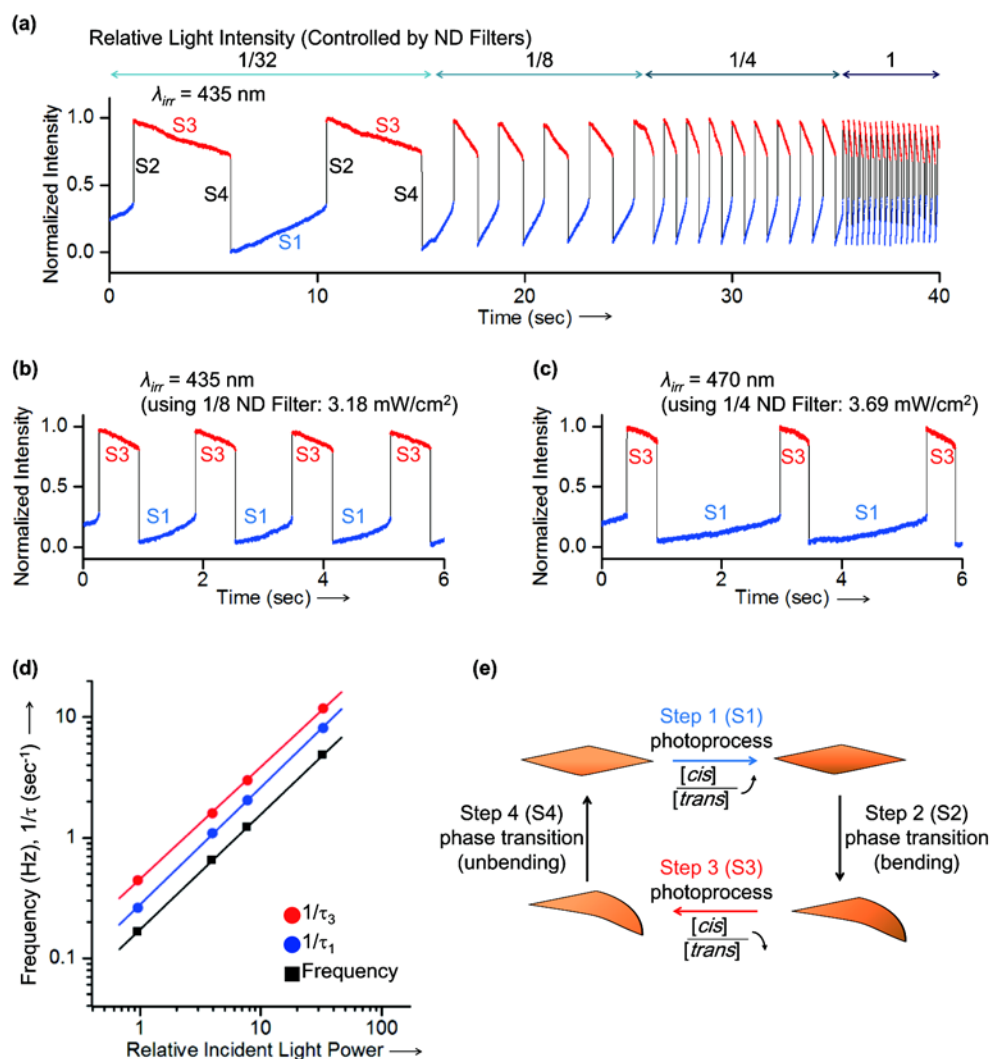 (a)
Relative Light Intensity (Controlled by ND Filters)
1/32 1/8 1/4 1
λirr = 435 nm
Normalized Intensity
1.0
0.5
0.0
S3 S3
S2 S4 S2 S4
S1
0 10 20 30 40
Time (sec)
(b)
λirr = 435 nm
(using 1/8 ND Filter: 3.18 mW/cm²)
Normalized Intensity
1.0
0.5
0.0
S3 S3 S3 S3
S1 S1 S1
0 2 4 6
Time (sec)
(c)
λirr = 470 nm
(using 1/4 ND Filter: 3.69 mW/cm²)
Normalized Intensity
1.0
0.5
0.0
S3 S3 S3
S1 S1
0 2 4 6
Time (sec)
(d)
Frequency (Hz), 1/τ (sec⁻¹)
10
1
0.1
1/τ₃
1/τ₁
Frequency
1 10 100
Relative Incident Light Power
(e)
Step 1 (S1)
photoprocess
[cis]
[trans]
Step 4 (S4)
phase transition
(unbending)
Step 2 (S2)
phase transition
(bending)
Step 3 (S3)
photoprocess
[cis]
[trans]